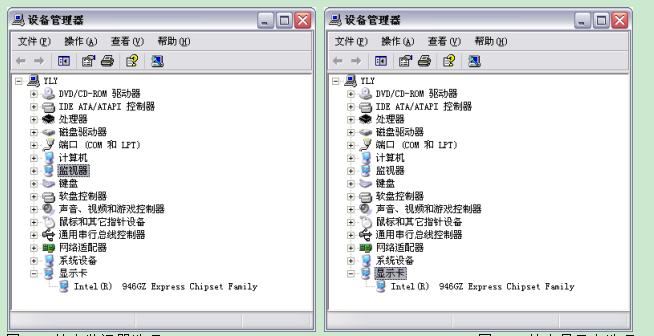 设备管理器
文件(F) 操作(A) 查看(V) 帮助(H)
YLY
DVD/CD-ROM 驱动器
IDE ATA/ATAPI 控制器
处理器
磁盘驱动器
端口 (COM 和 LPT)
计算机
监视器
键盘
软盘控制器
声音、视频和游戏控制器
鼠标和其它指针设备
通用串行总线控制器
网络适配器
系统设备
显示卡
Intel(R) 946GZ Express Chipset Family
设备管理器
文件(F) 操作(A) 查看(V) 帮助(H)
YLY
DVD/CD-ROM 驱动器
IDE ATA/ATAPI 控制器
处理器
磁盘驱动器
端口 (COM 和 LPT)
计算机
监视器
键盘
软盘控制器
声音、视频和游戏控制器
鼠标和其它指针设备
通用串行总线控制器
网络适配器
系统设备
显示卡
Intel(R) 946GZ Express Chipset Family